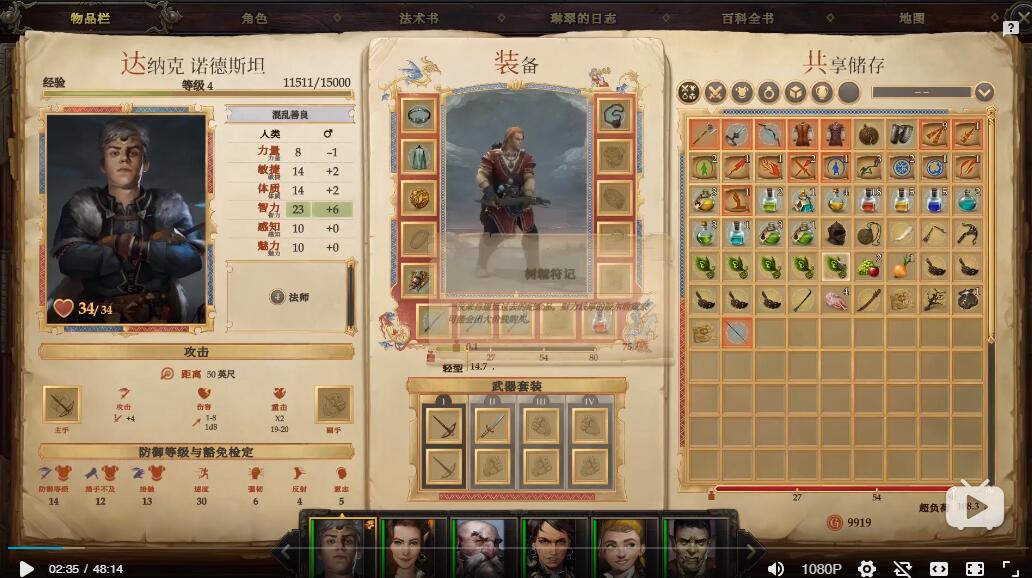 物品栏 角色 法术书 琳翠的日志 百科全书 地图
达纳克 诺德斯坦
经验 等级 4 11511/15000
混乱善良
人类 ♂
力量 8 -1
敏捷 14 +2
体质 14 +2
智力 23 +6
感知 10 +0
魅力 10 +0
34/34
4 法师
攻击
距离 50 英尺
主手
攻击
+4
伤害
1-8
1d8
重击
X2
19-20
副手
防御等级与豁免检定
防御等级 措手不及 接触 速度 强韧 反射 意志
14 12 13 30 6 4 5
装备
树精符记
27 54 80
轻型 14.7
武器套装
I II III IV
共享储存
27 54
超负荷
9919
02:35 / 48:14
1080P